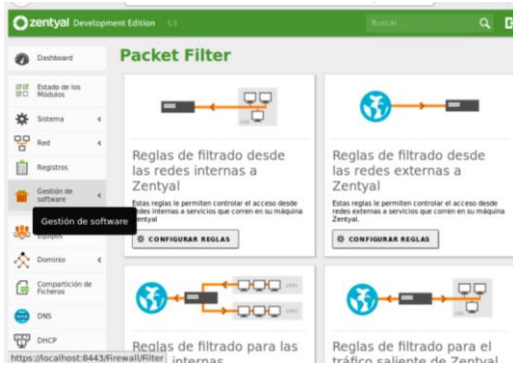 zentyal Development Edition 5.0
Buscar...
Dashboard
Estado de los
Módulos
Sistema
Red
Registros
Gestión de
software
Gestión de software
Equipos
Dominio
Compartición de
Ficheros
DNS
DHCP
https://localhost:8443/Firewall/Filter
Packet Filter
Reglas de filtrado desde
las redes internas a
Zentyal
Estas reglas le permiten controlar el acceso desde
redes internas a servicios que corren en su máquina
Zentyal
CONFIGURAR REGLAS
Reglas de filtrado desde
las redes externas a
Zentyal
Estas reglas le permiten controlar el acceso desde
redes externas a servicios que corren en su máquina
Zentyal.
CONFIGURAR REGLAS
LAN1
LAN2
Reglas de filtrado para las
internas
Reglas de filtrado para el
tráfico saliente de Zentyal